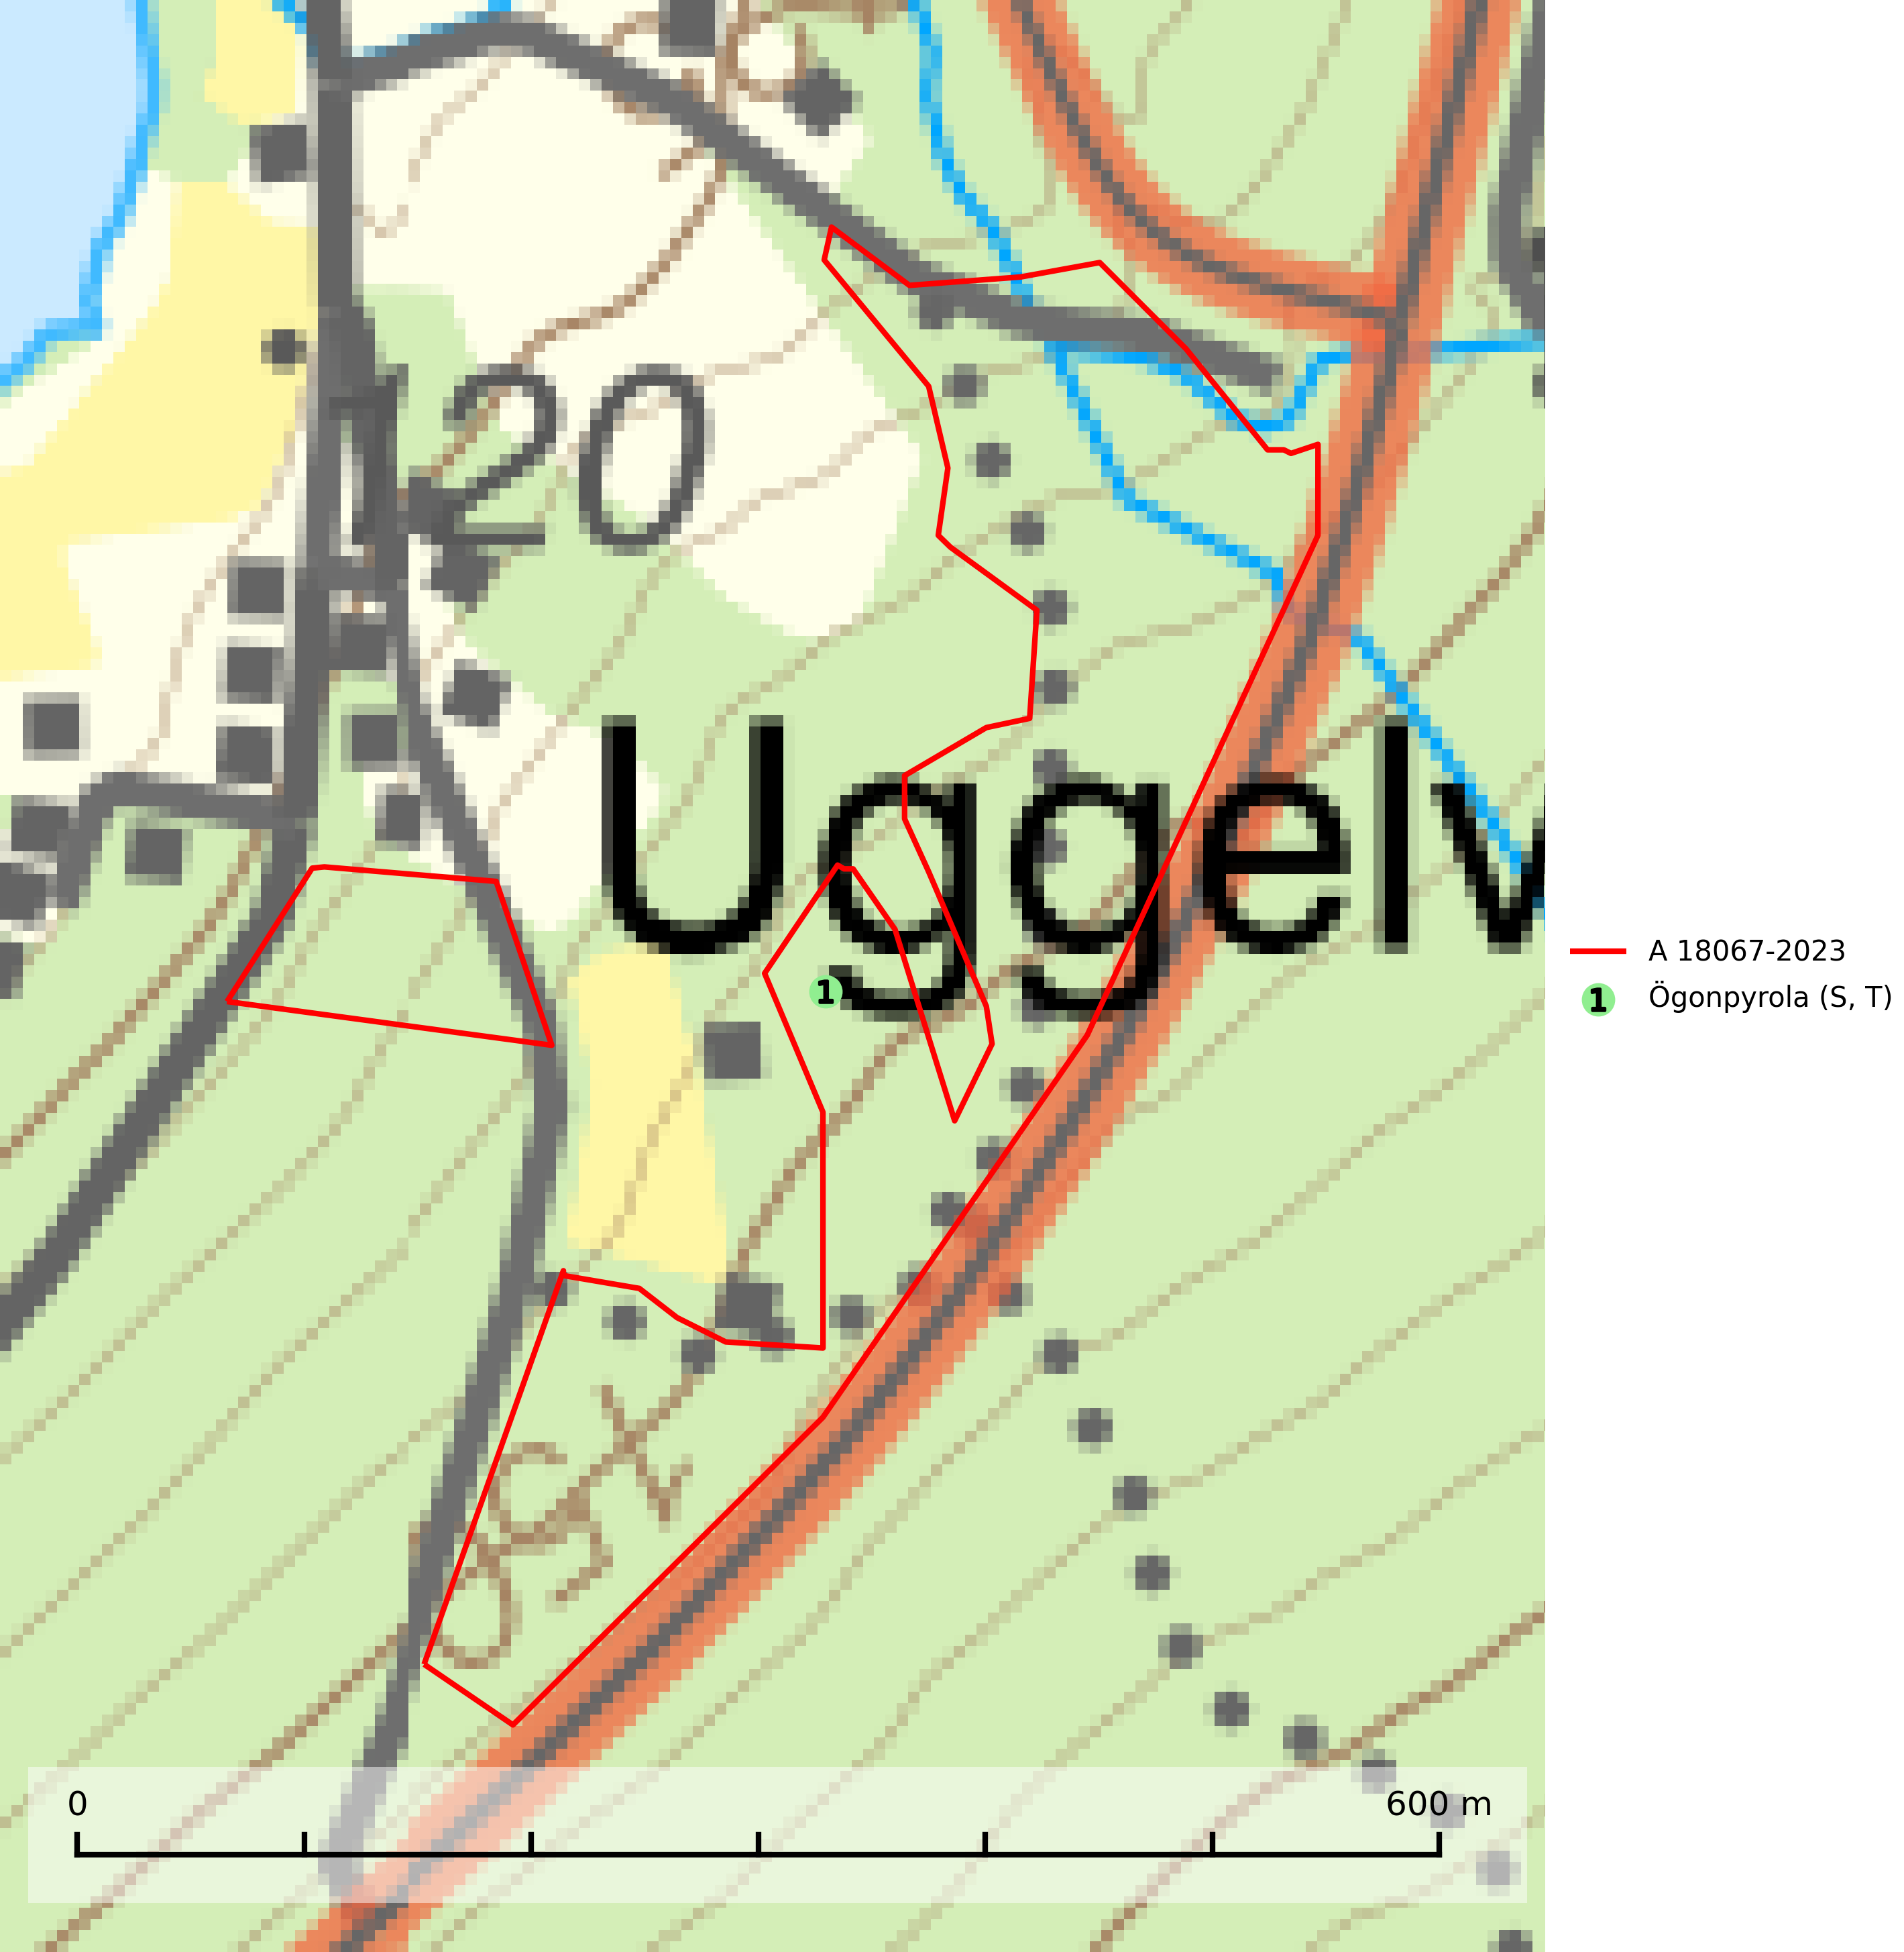 120
Uggelv
A 18067-2023
1
1 Ögonpyrola (S, T)
0 600 m